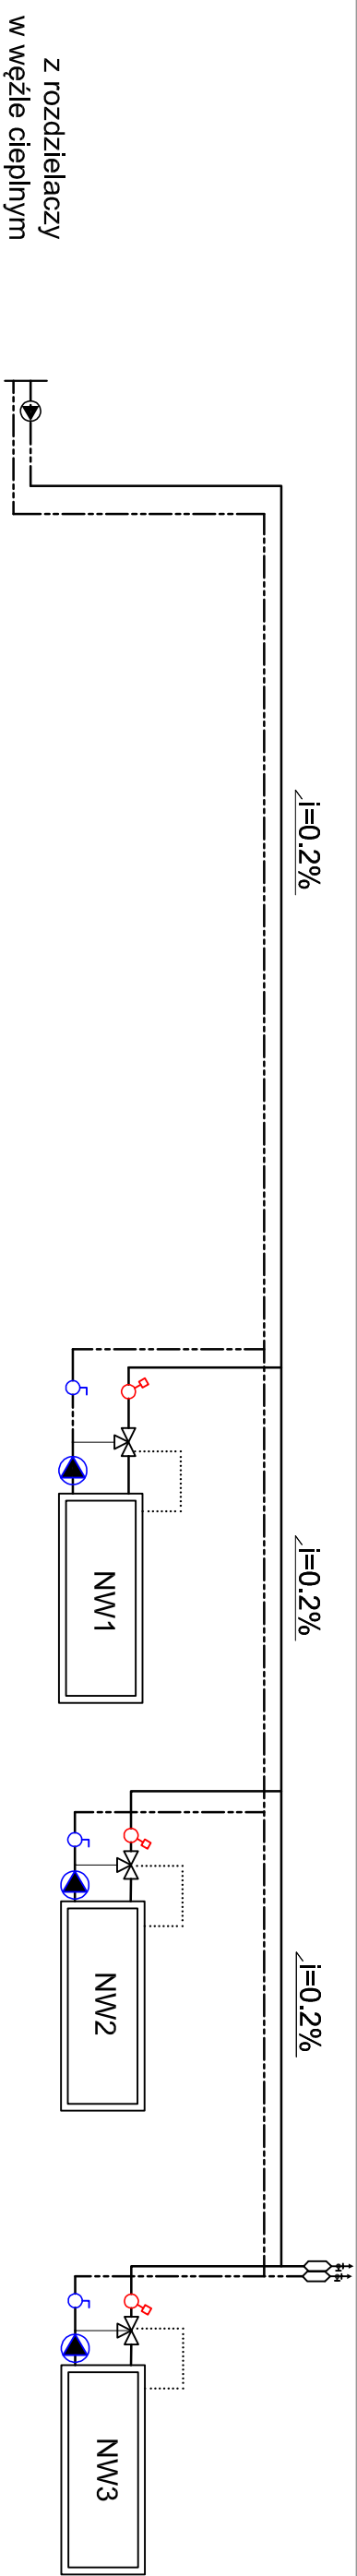 z rozdzielaczy
w węźle cieplnym
i=0.2%
i=0.2%
i=0.2%
NW1
NW2
NW3